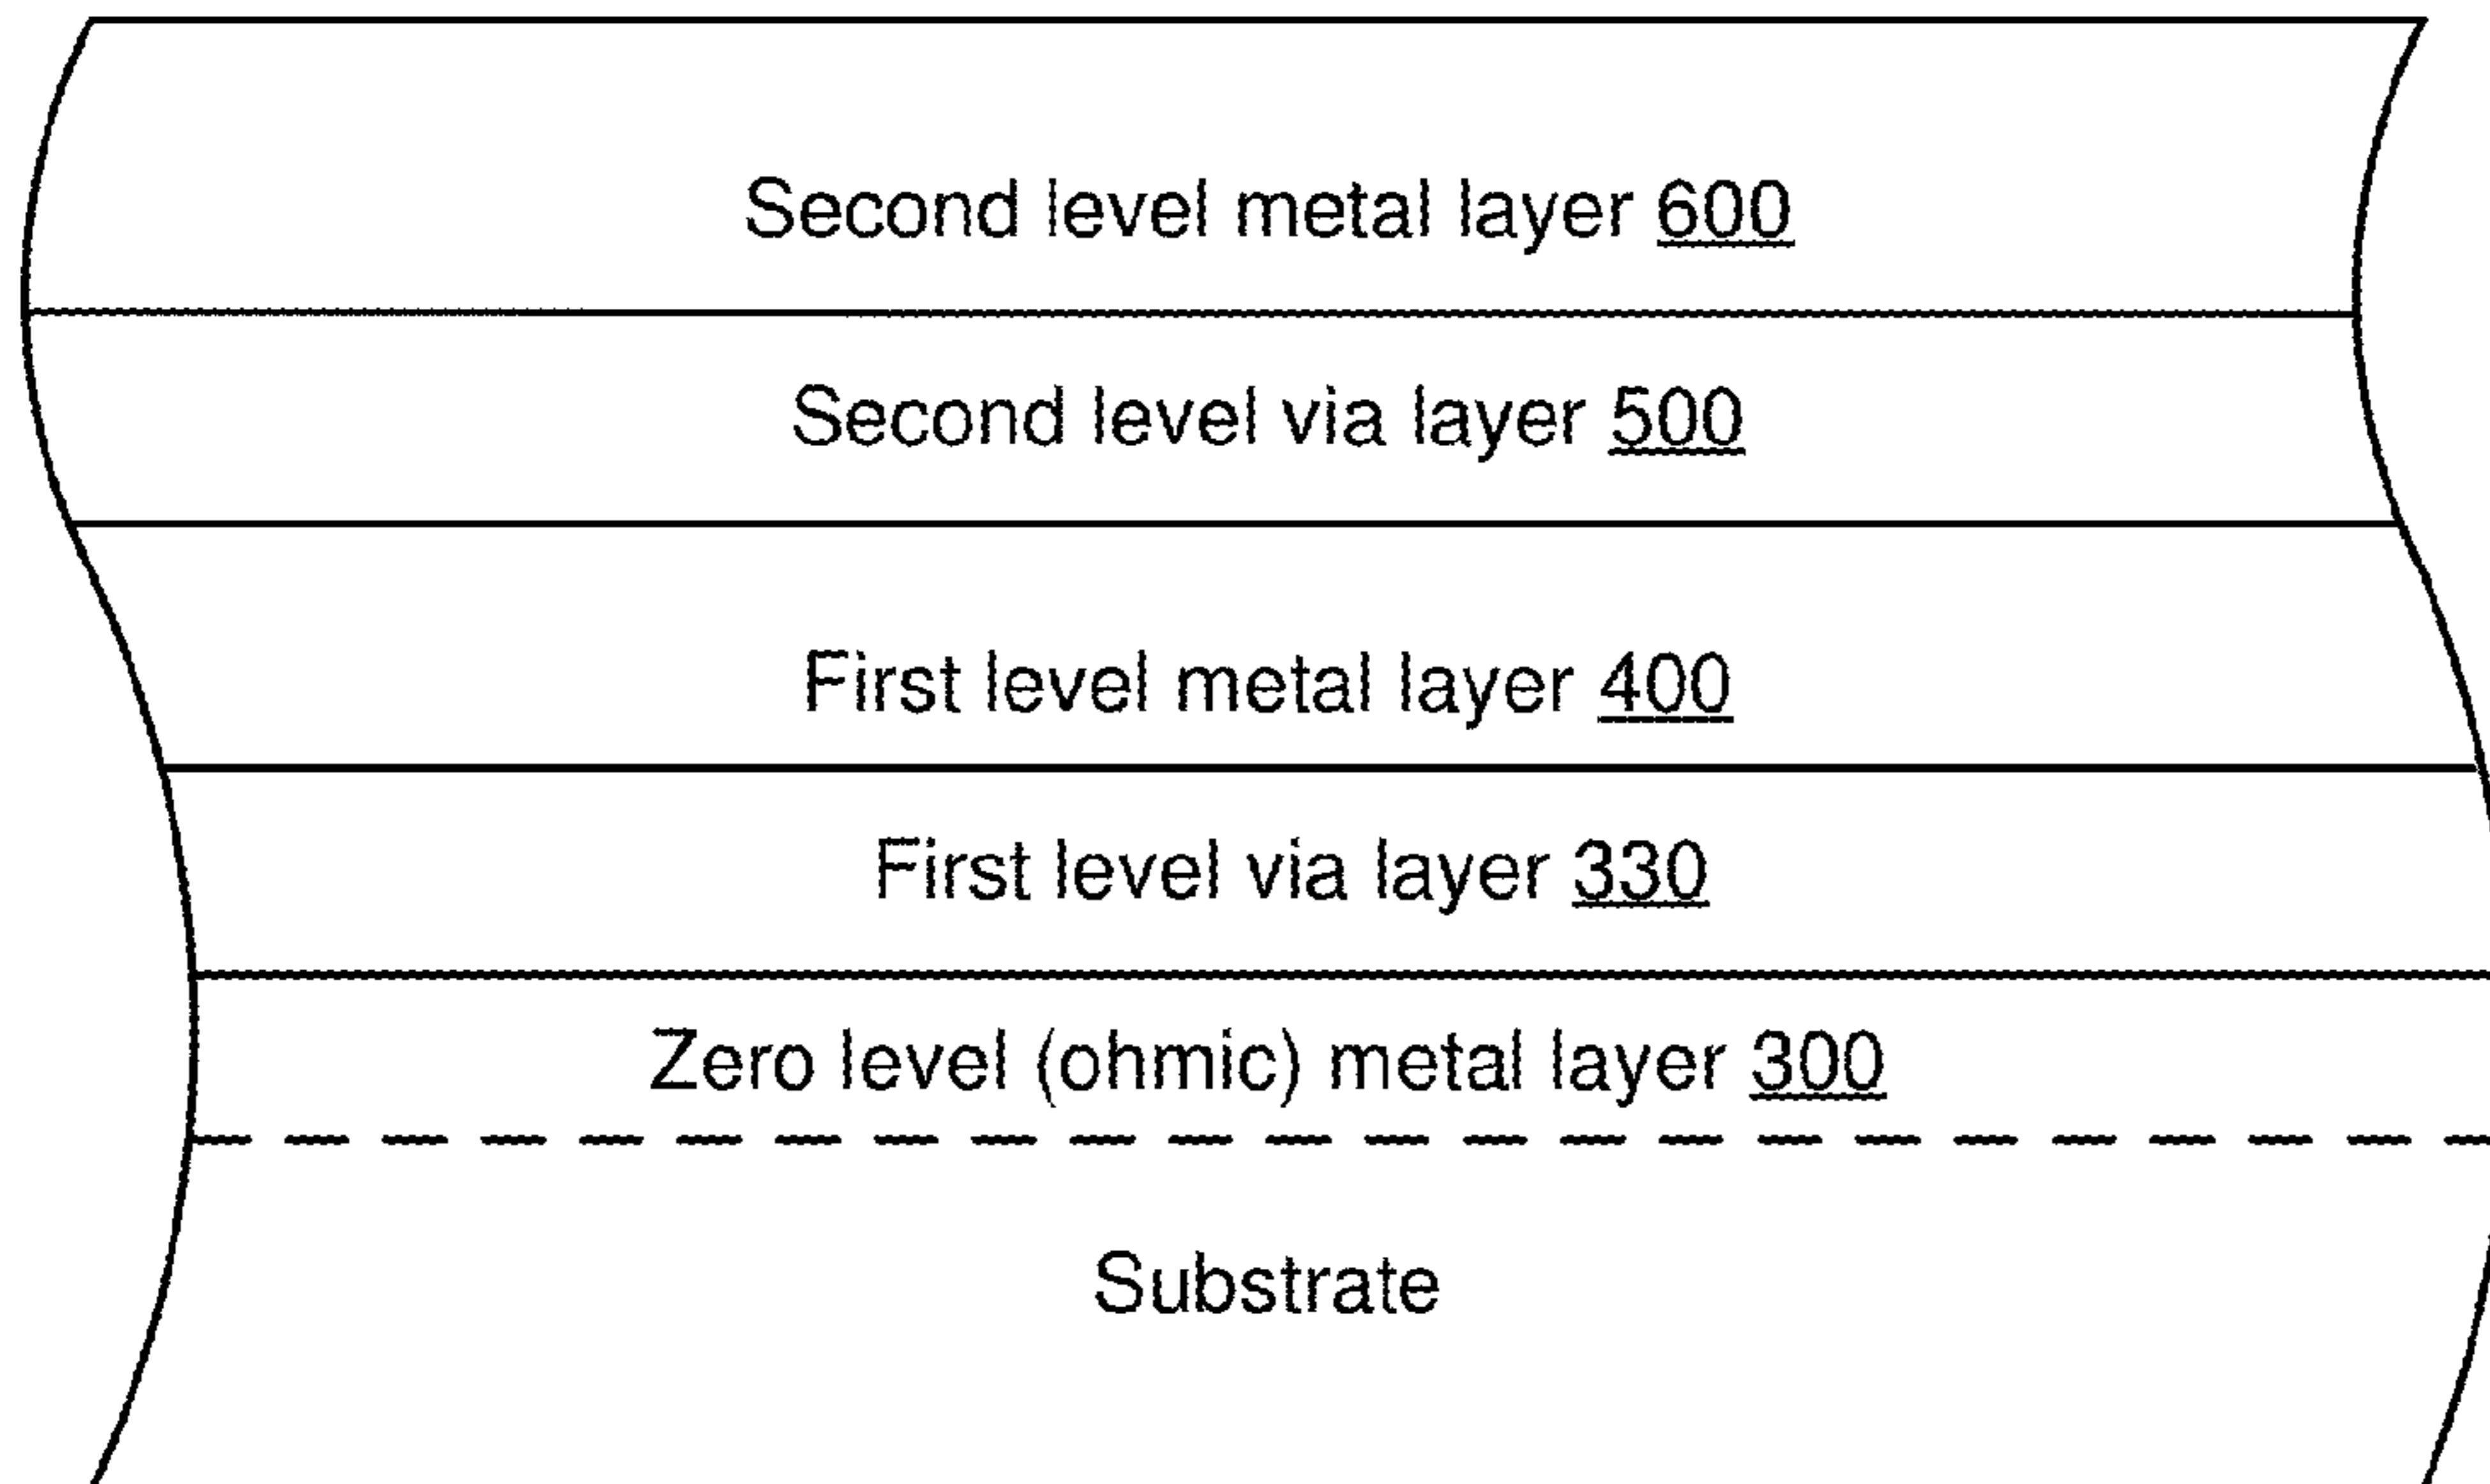 Second level metal layer 600
Second level via layer 500
First level metal layer 400
First level via layer 330
Zero level (ohmic) metal layer 300
Substrate